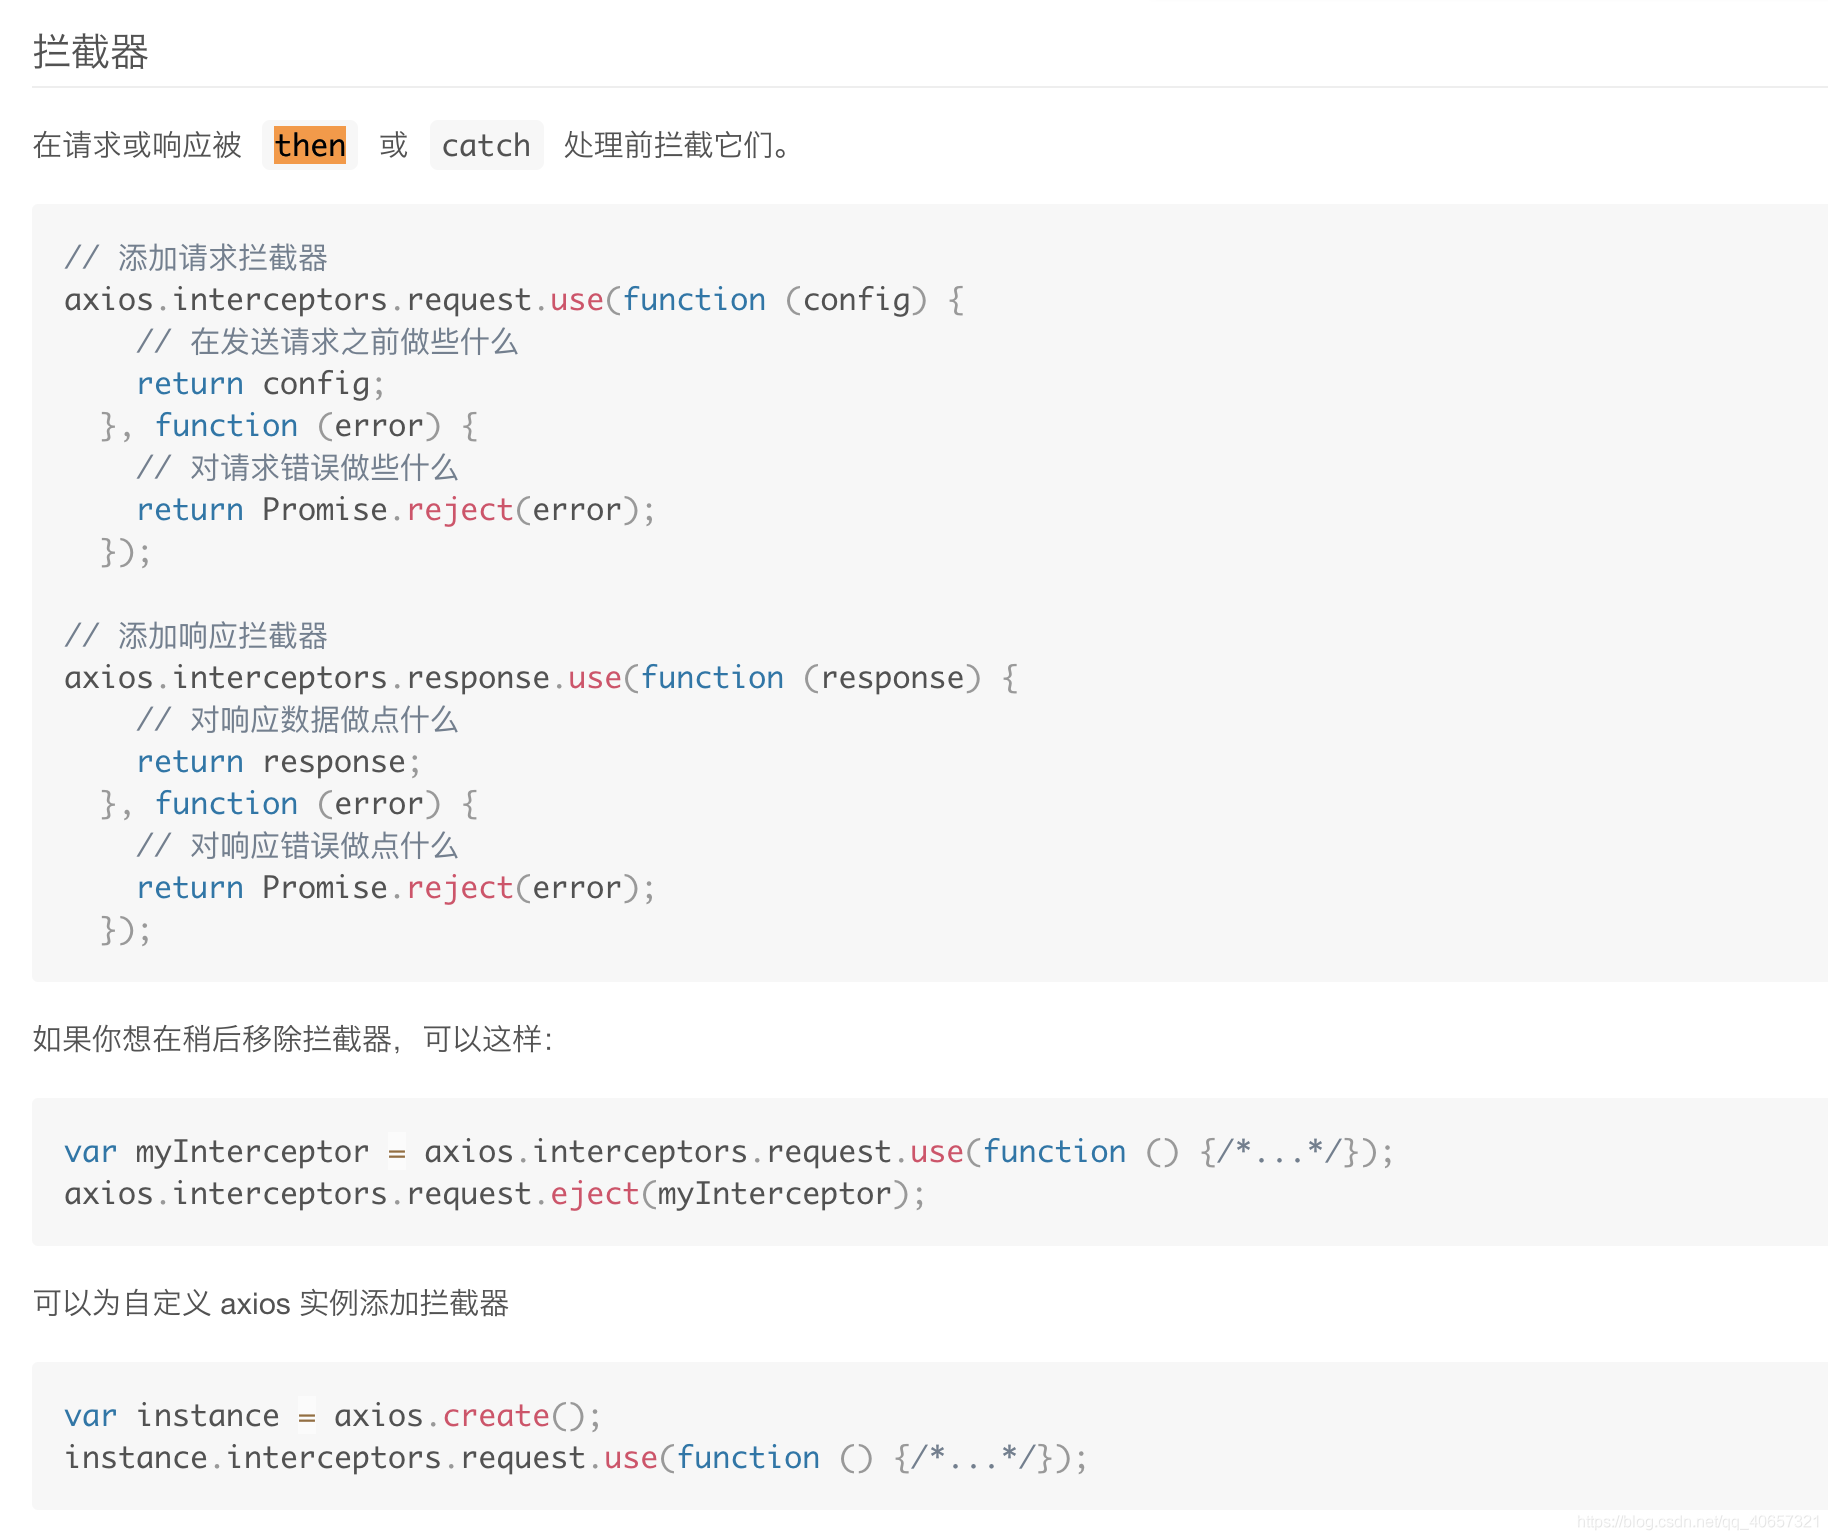 拦截器
在请求或响应被 then 或 catch 处理前拦截它们。
// 添加请求拦截器
axios.interceptors.request.use(function (config) {
    // 在发送请求之前做些什么
    return config;
  }, function (error) {
    // 对请求错误做些什么
    return Promise.reject(error);
  });
// 添加响应拦截器
axios.interceptors.response.use(function (response) {
    // 对响应数据做点什么
    return response;
  }, function (error) {
    // 对响应错误做点什么
    return Promise.reject(error);
  });
如果你想在稍后移除拦截器，可以这样：
var myInterceptor = axios.interceptors.request.use(function () {/*...*/});
axios.interceptors.request.eject(myInterceptor);
可以为自定义 axios 实例添加拦截器
var instance = axios.create();
instance.interceptors.request.use(function () {/*...*/});
https://blog.csdn.net/qq_40657321